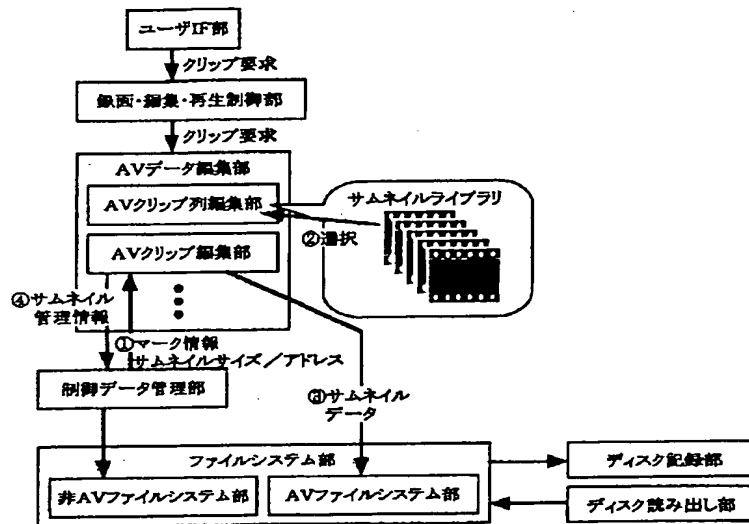 ユーザIF部
クリップ要求
録画・編集・再生制御部
クリップ要求
AVデータ編集部
AVクリップ列編集部
サムネイルライブラリ
②選択
AVクリップ編集部
④サムネイル
管理情報
①マーク情報
サムネイルサイズ／アドレス
制御データ管理部
③サムネイル
データ
ファイルシステム部
ディスク記録部
非AVファイルシステム部
AVファイルシステム部
ディスク読み出し部